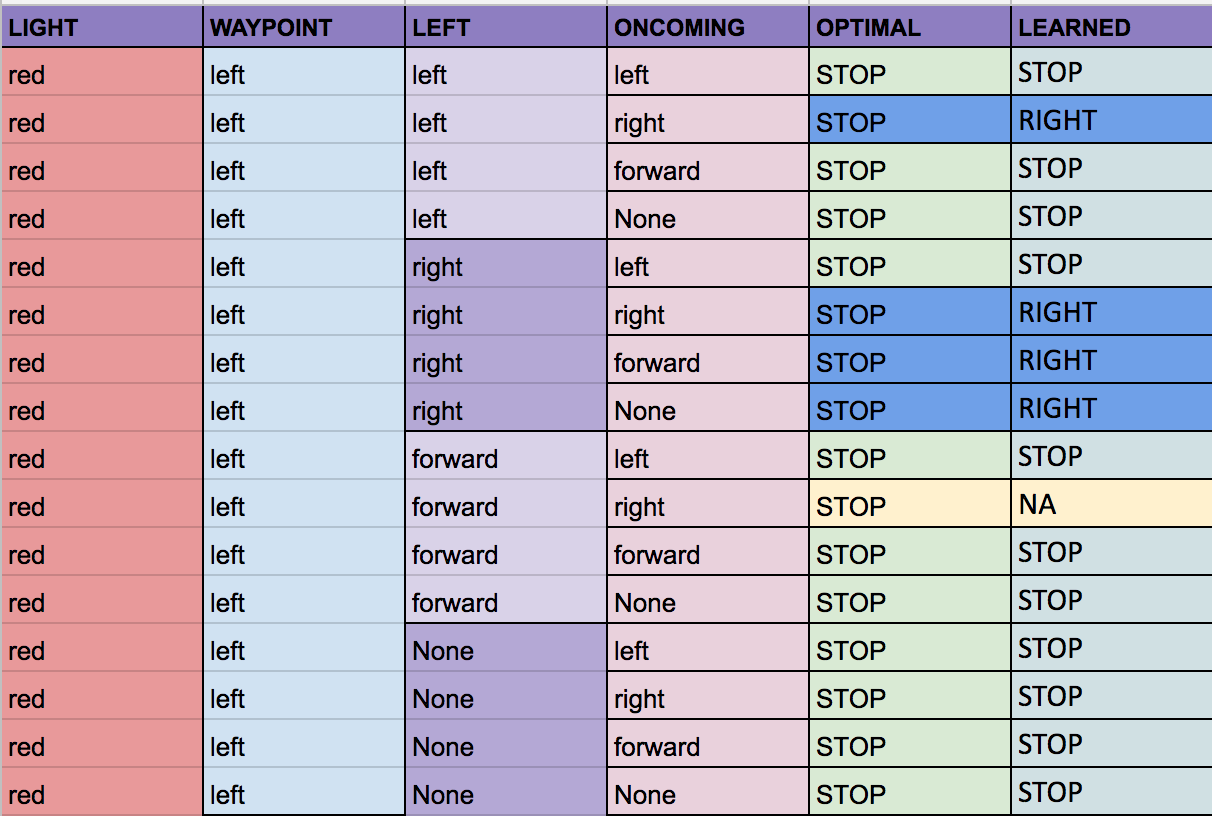 LIGHT WAYPOINT LEFT ONCOMING OPTIMAL LEARNED
red left left left STOP STOP
red left left right STOP RIGHT
red left left forward STOP STOP
red left left None STOP STOP
red left right left STOP STOP
red left right right STOP RIGHT
red left right forward STOP RIGHT
red left right None STOP RIGHT
red left forward left STOP STOP
red left forward right STOP NA
red left forward forward STOP STOP
red left forward None STOP STOP
red left None left STOP STOP
red left None right STOP STOP
red left None forward STOP STOP
red left None None STOP STOP